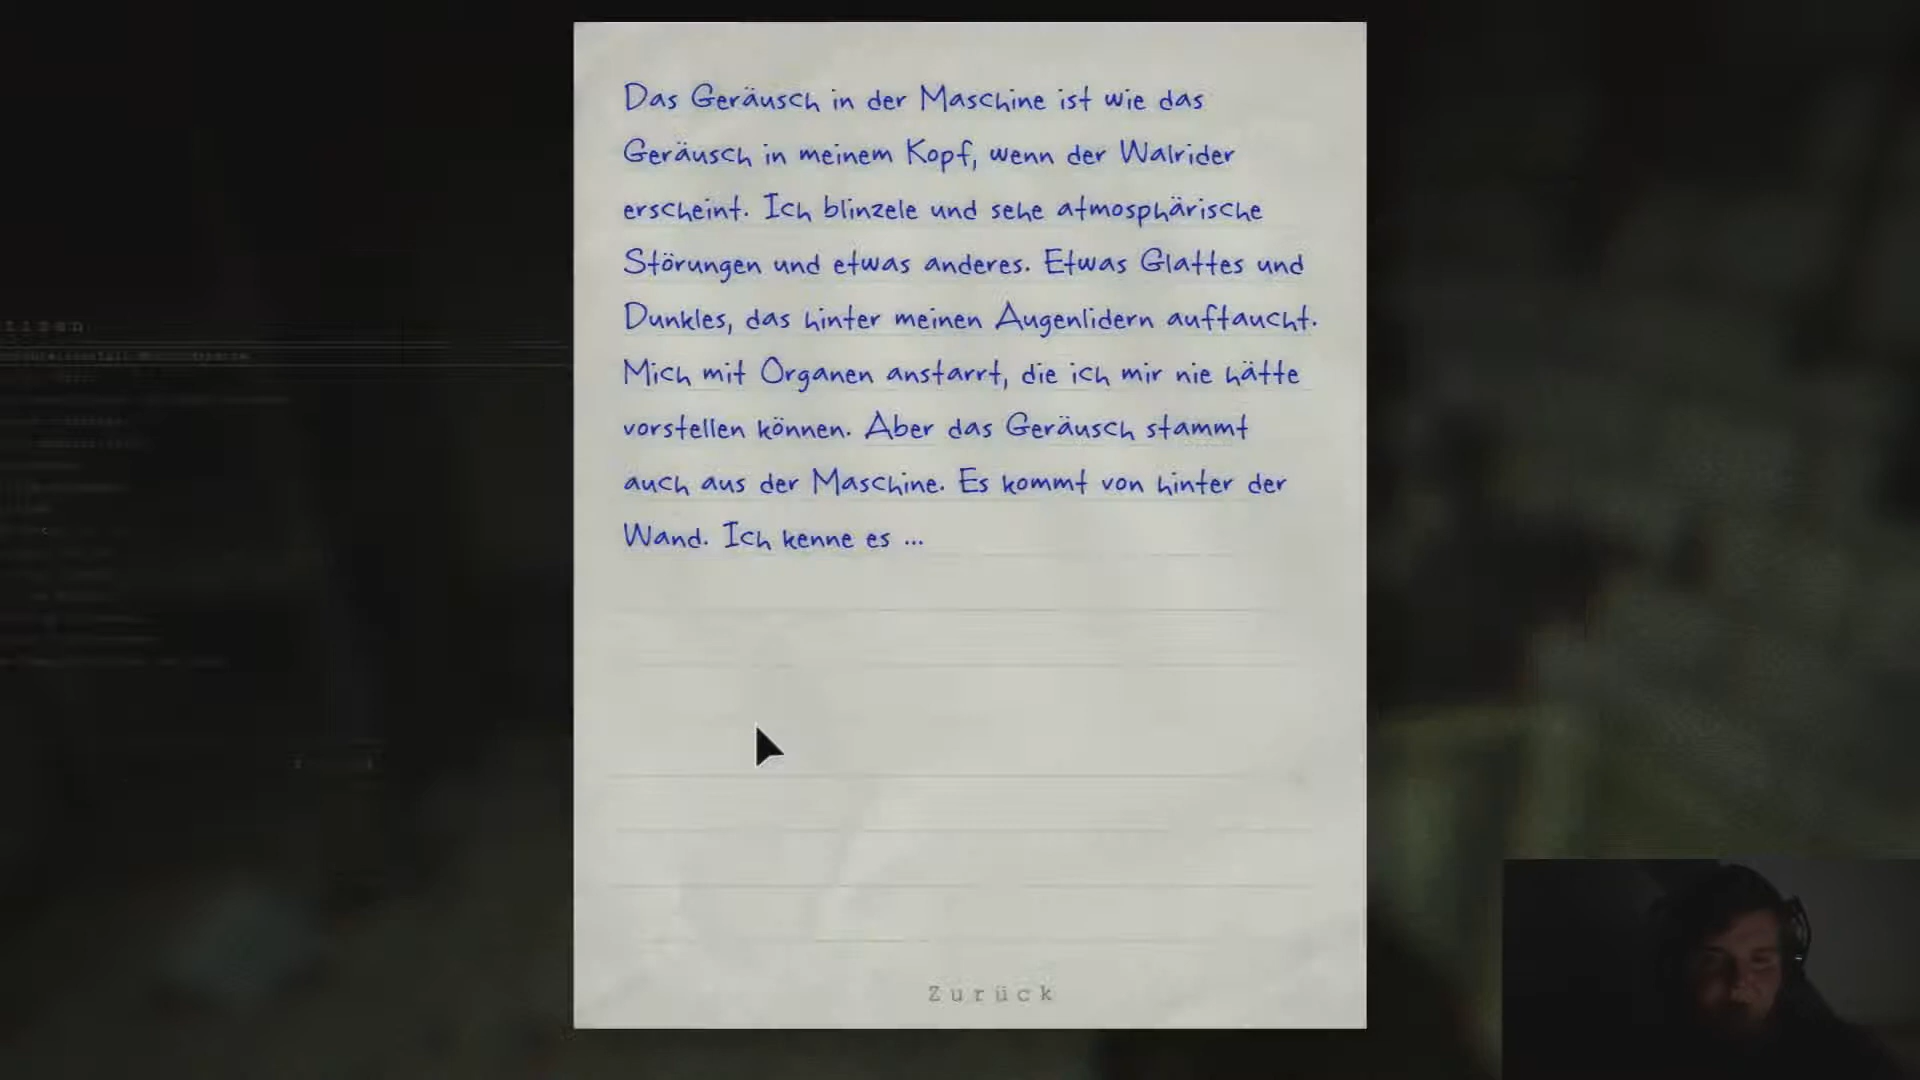 Das Geräusch in der Maschine ist wie das
Geräusch in meinem Kopf, wenn der Walrider
erscheint. Ich blinzele und sehe atmosphärische
Störungen und etwas anderes. Etwas Glattes und
Dunkles, das hinter meinen Augenlidern auftaucht.
Mich mit Organen anstarrt, die ich mir nie hätte
vorstellen können. Aber das Geräusch stammt
auch aus der Maschine. Es kommt von hinter der
Wand. Ich kenne es ...
Zurück